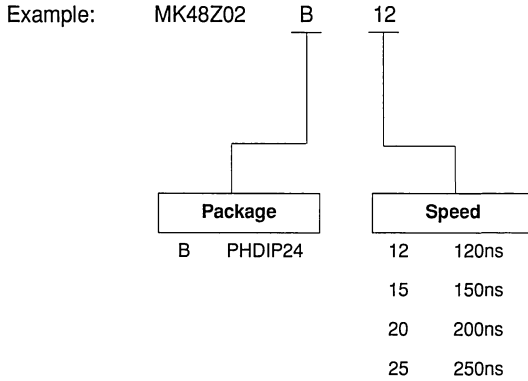 Example: MK48Z02 B 12
Package Speed
B PHDIP24 12 120ns
15 150ns
20 200ns
25 250ns